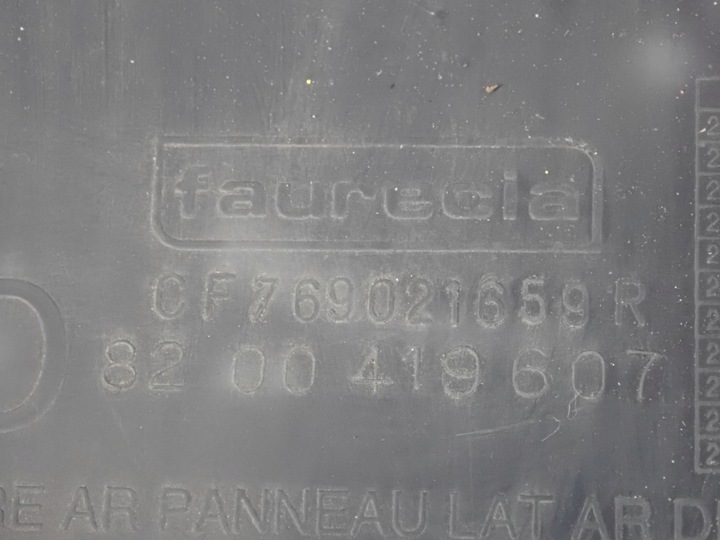 faurecia
CF769021659R
82 00 419 607
AR PANNEAU LAT AR